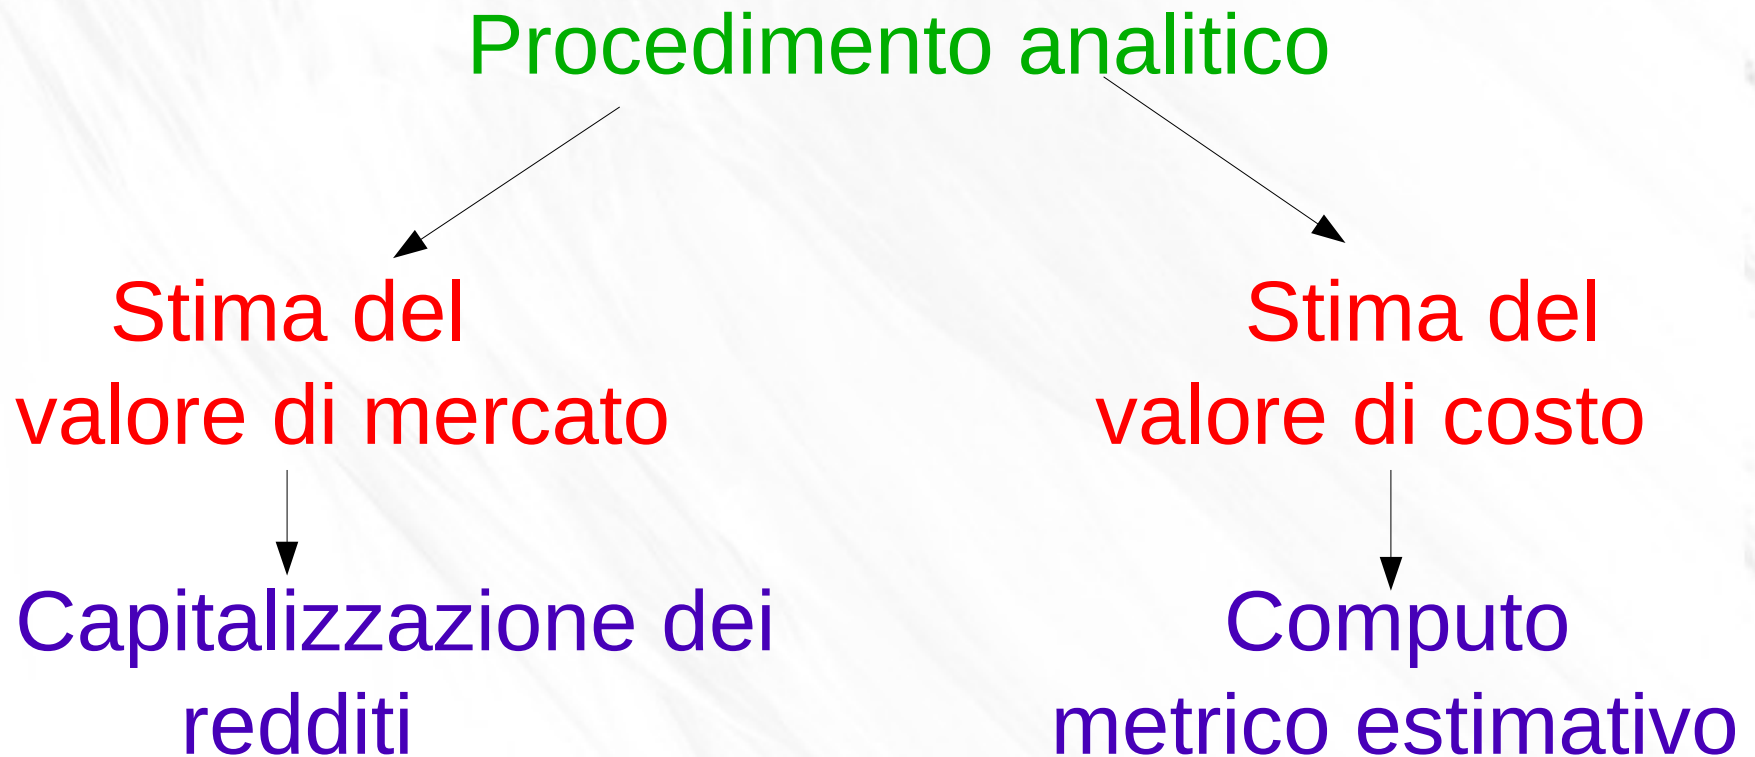 Procedimento analitico
Stima del
valore di mercato
Stima del
valore di costo
Capitalizzazione dei
redditi
Computo
metrico estimativo